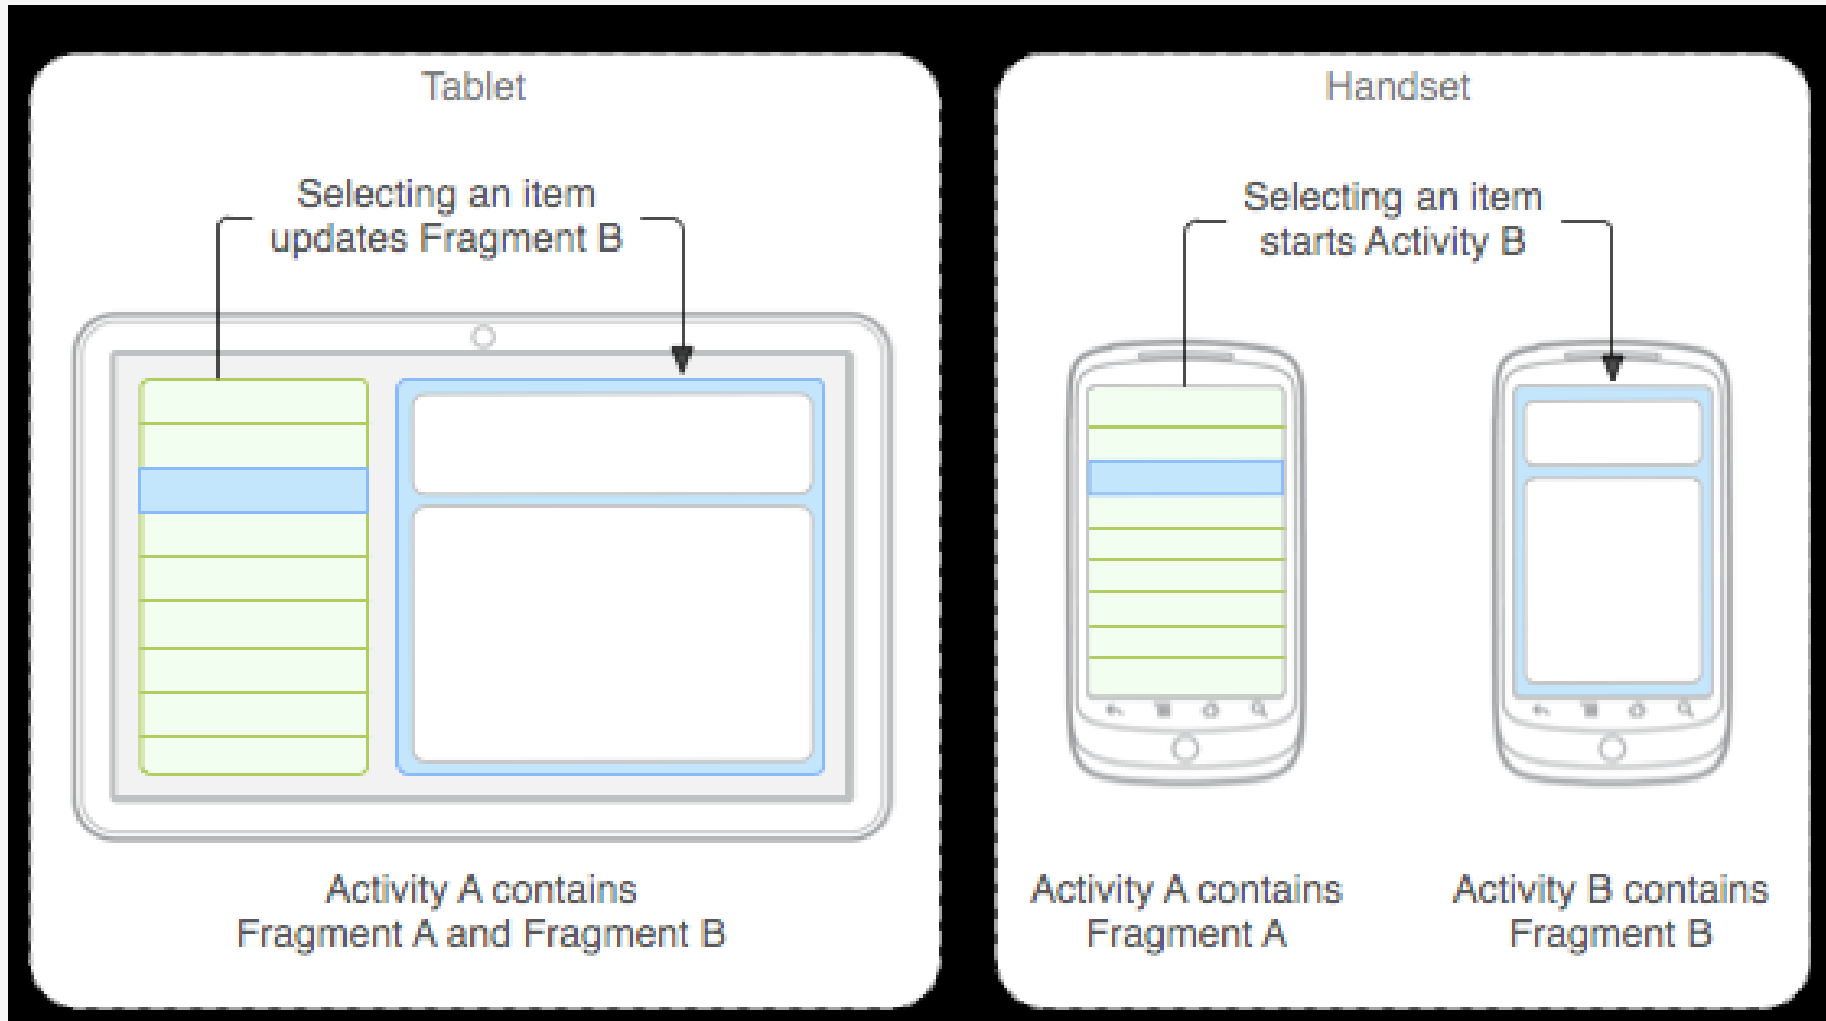 Tablet
Selecting an item
updates Fragment B
Activity A contains
Fragment A and Fragment B
Handset
Selecting an item
starts Activity B
Activity A contains
Fragment A
Activity B contains
Fragment B